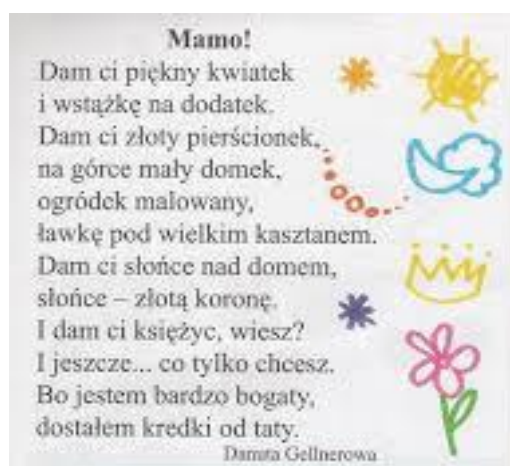 Mamo!
Dam ci piękny kwiatek
i wstążkę na dodatek.
Dam ci złoty pierścionek,
na górce mały domek,
ogródek malowany,
ławkę pod wielkim kasztanem.
Dam ci słońce nad domem,
słońce – złotą koronę.
I dam ci księżyc, wiesz?
I jeszcze... co tylko chcesz.
Bo jestem bardzo bogaty,
dostałem kredki od taty.
Danuta Gellnerowa